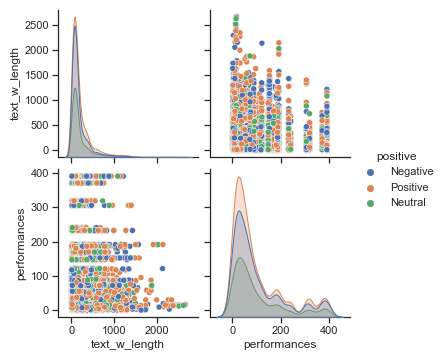 text_w_length
2500
2000
1500
1000
500
0
positive
Negative
Positive
Neutral
performances
400
300
200
100
0
0 1000 2000
text_w_length
0 200 400
performances